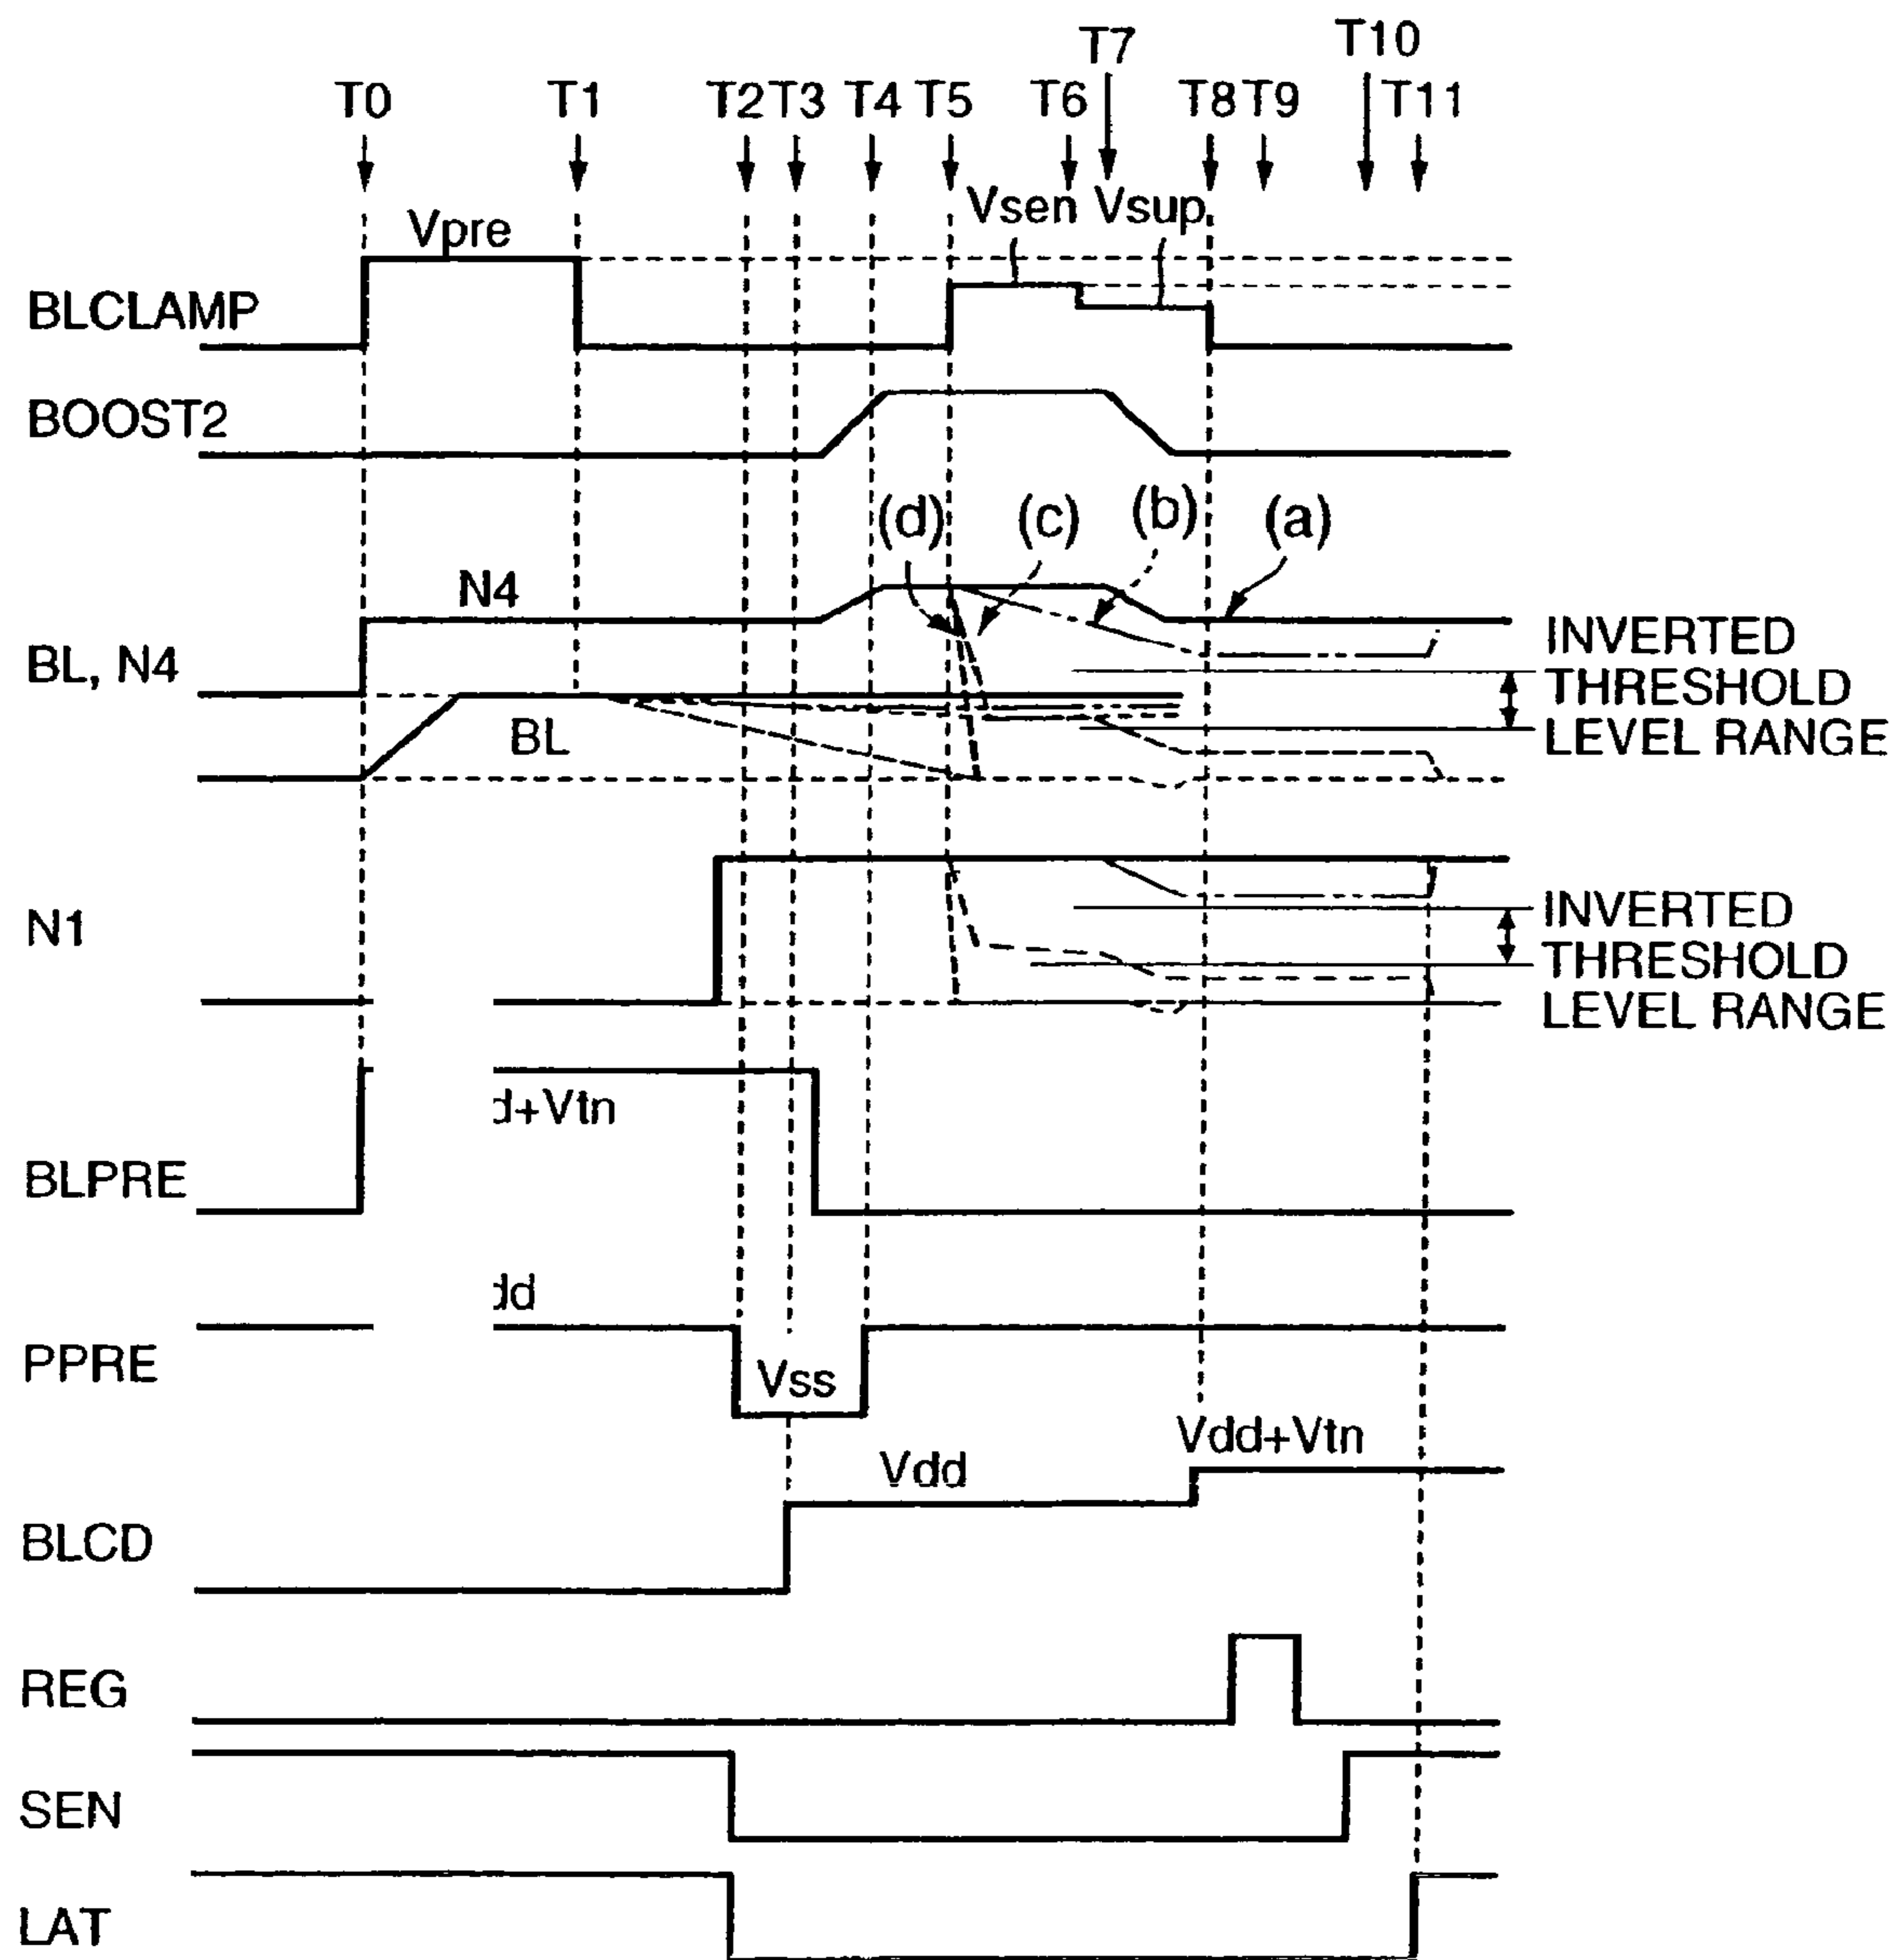 T7 T10
T0 T1 T2 T3 T4 T5 T6 T8 T9 T11
Vpre Vsen Vsup
BLCLAMP
BOOST2
(d) (c) (b) (a)
N4
BL, N4
BL
INVERTED
THRESHOLD
LEVEL RANGE
N1
INVERTED
THRESHOLD
LEVEL RANGE
d+Vtn
BLPRE
dd
PPRE
Vss
Vdd
Vdd+Vtn
BLCD
REG
SEN
LAT